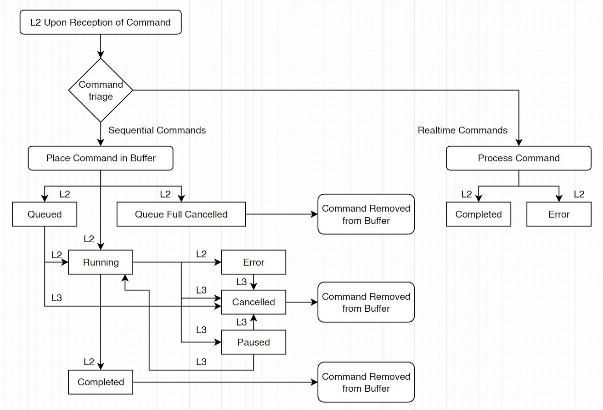 L2 Upon Reception of Command
Command
triage
Sequential Commands
Realtime Commands
Place Command in Buffer
Process Command
L2
L2
L2
L2
Queued
Queue Full Cancelled
Command Removed
from Buffer
Completed
Error
L2
L2
L2
Running
Error
L3
L3
L3
Cancelled
Command Removed
from Buffer
L3
L3
Paused
L3
L2
Completed
Command Removed
from Buffer